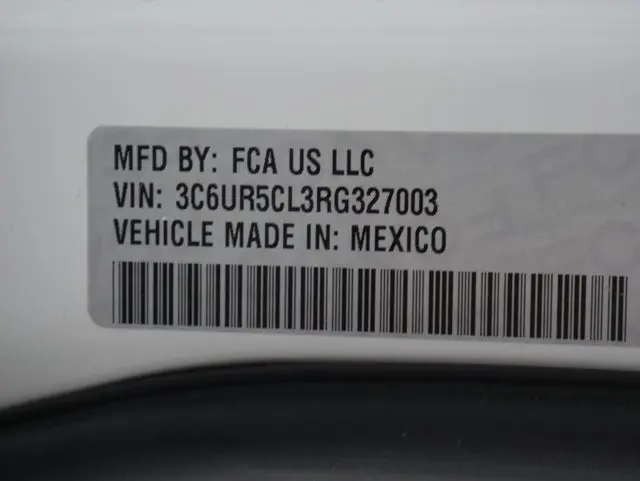 MFD BY: FCA US LLC
VIN: 3C6UR5CL3RG327003
VEHICLE MADE IN: MEXICO